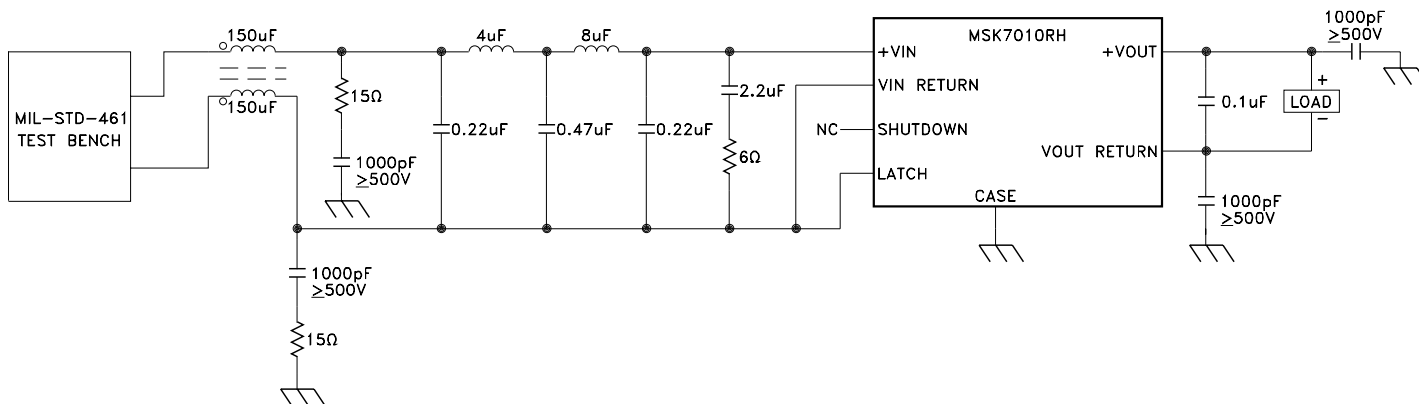 150uF
150uF
MIL-STD-461
TEST BENCH
15Ω
1000pF
≥500V
1000pF
≥500V
15Ω
4uF
8uF
0.22uF
0.47uF
0.22uF
2.2uF
6Ω
MSK7010RH
+VIN
VIN RETURN
NC
SHUTDOWN
LATCH
CASE
+VOUT
VOUT RETURN
0.1uF
+
LOAD
-
1000pF
≥500V
1000pF
≥500V